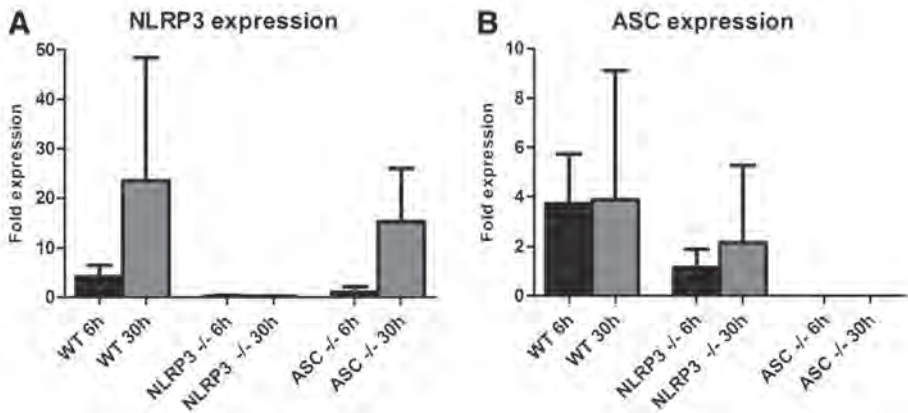 A NLRP3 expression
Fold expression
50
40
30
20
10
0
WT 6h
WT 30h
NLRP3 -/- 6h
NLRP3 -/- 30h
ASC -/- 6h
ASC -/- 30h
B ASC expression
Fold expression
10
8
6
4
2
0
WT 6h
WT 30h
NLRP3 -/- 6h
NLRP3 -/- 30h
ASC -/- 6h
ASC -/- 30h